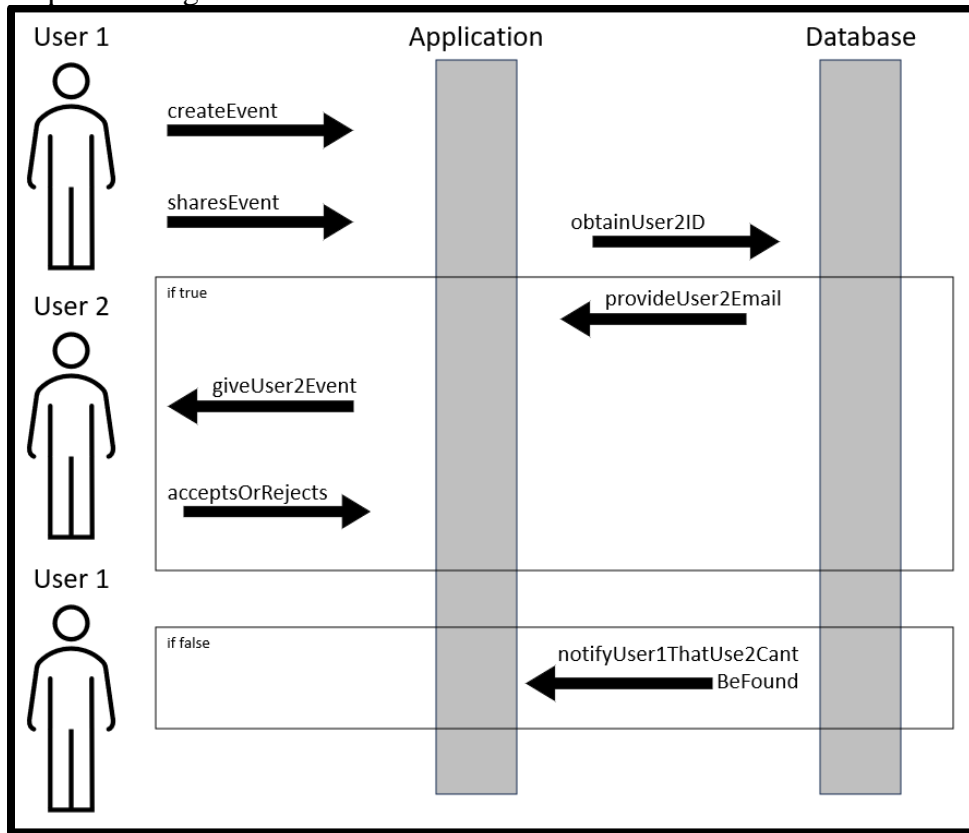 User 1
Application
Database
createEvent
sharesEvent
obtainUser2ID
if true
provideUser2Email
User 2
giveUser2Event
acceptsOrRejects
User 1
if false
notifyUser1ThatUse2Cant
BeFound